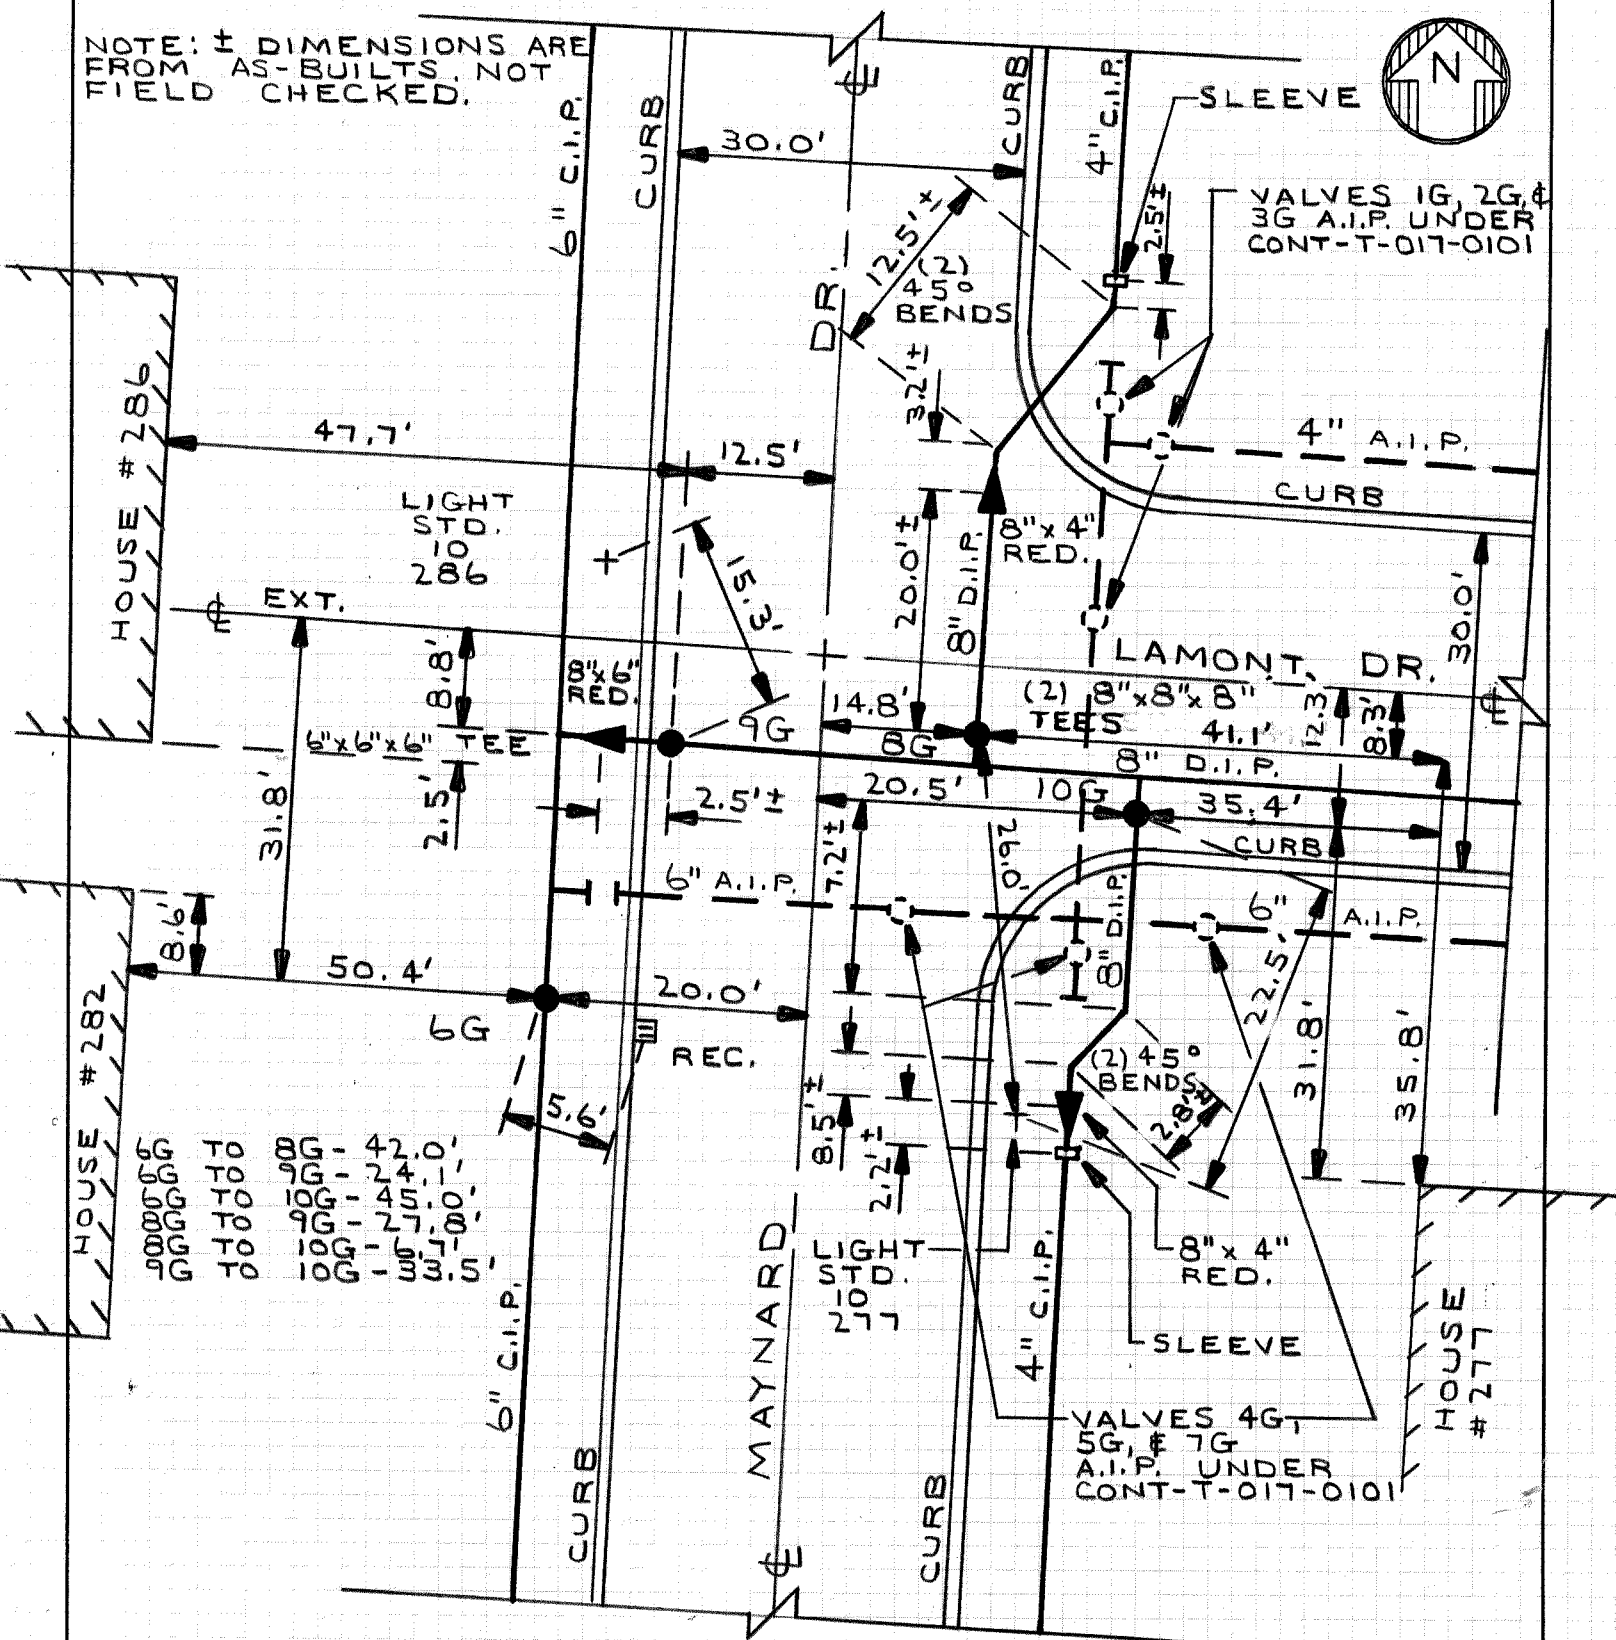 NOTE: ± DIMENSIONS ARE
FROM AS-BUILTS, NOT
FIELD CHECKED.
6" C.I.P.
CURB
30.0'
℄
CURB
4" C.I.P.
SLEEVE
N
VALVES 1G, 2G, &
3G A.I.P. UNDER
CONT-T-017-0101
2.5'±
12.5'±
(2)
45°
BENDS
DR.
3.2'±
HOUSE #286
47.7'
12.5'
4" A.I.P.
CURB
LIGHT
STD.
10
286
15.3'
20.0'±
8" D.I.P.
8"x4"
RED.
30.0'
℄ EXT.
8.8'
8"x6"
RED.
LAMONT DR.
℄
(2) 8"x8"x8"
TEES
14.8'
9G
8G
41.1'
12.3'
8.3'
6"x6"x6" TEE
8" D.I.P.
31.8'
2.5'
2.5'±
20.5'
10G
35.4'
CURB
7.2'±
26.0'
6" A.I.P.
8" D.I.P.
6" A.I.P.
8.6'
50.4'
20.0'
22.5'
6G
REC.
(2) 45°
BENDS
31.8'
35.8'
5.6'
8.5'±
2.2'±
2.8'±
HOUSE #282
6G TO 8G - 42.0'
6G TO 9G - 24.1'
6G TO 10G - 45.0'
8G TO 9G - 27.8'
8G TO 10G - 6.7'
9G TO 10G - 33.5'
LIGHT
STD.
10
277
8"x 4"
RED.
SLEEVE
4" C.I.P.
HOUSE
#277
6" C.I.P.
MAYNARD
VALVES 4G,
5G, & 7G
A.I.P. UNDER
CONT-T-017-0101
CURB
℄
CURB